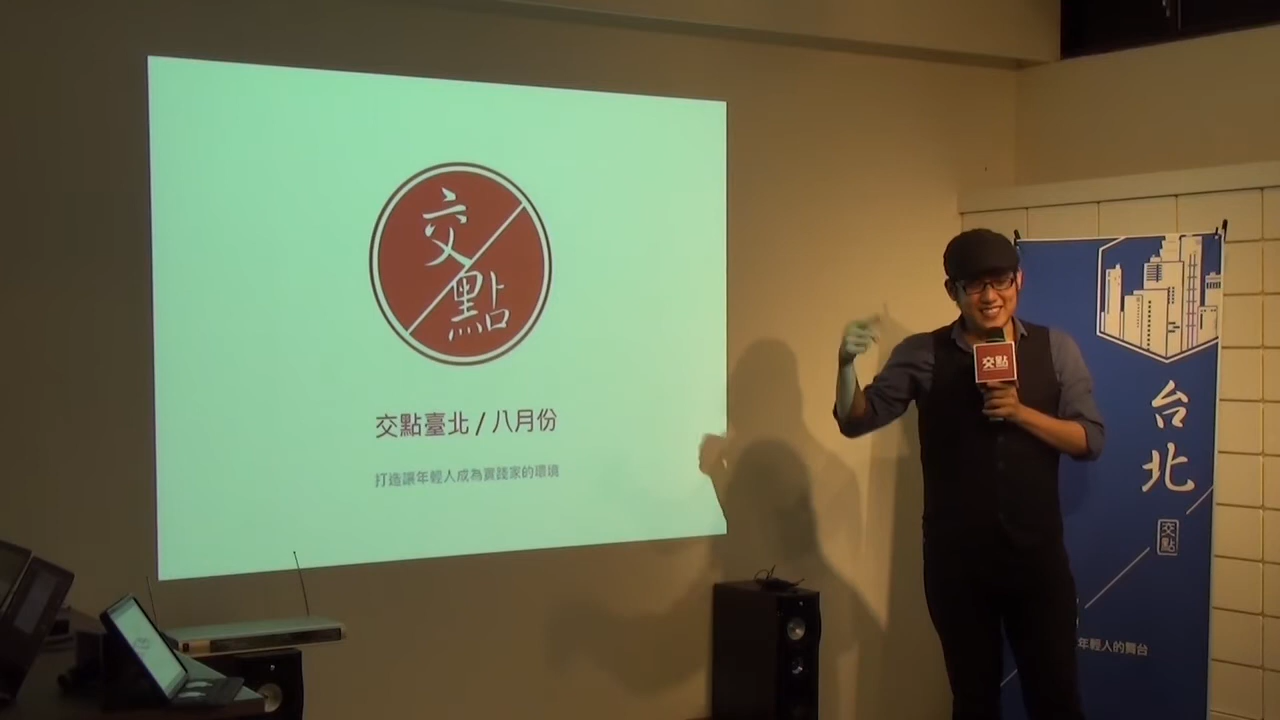 交
點
交點臺北 / 八月份
打造讓年輕人成為實踐家的環境
交點
台
北
交
點
年輕人的舞台